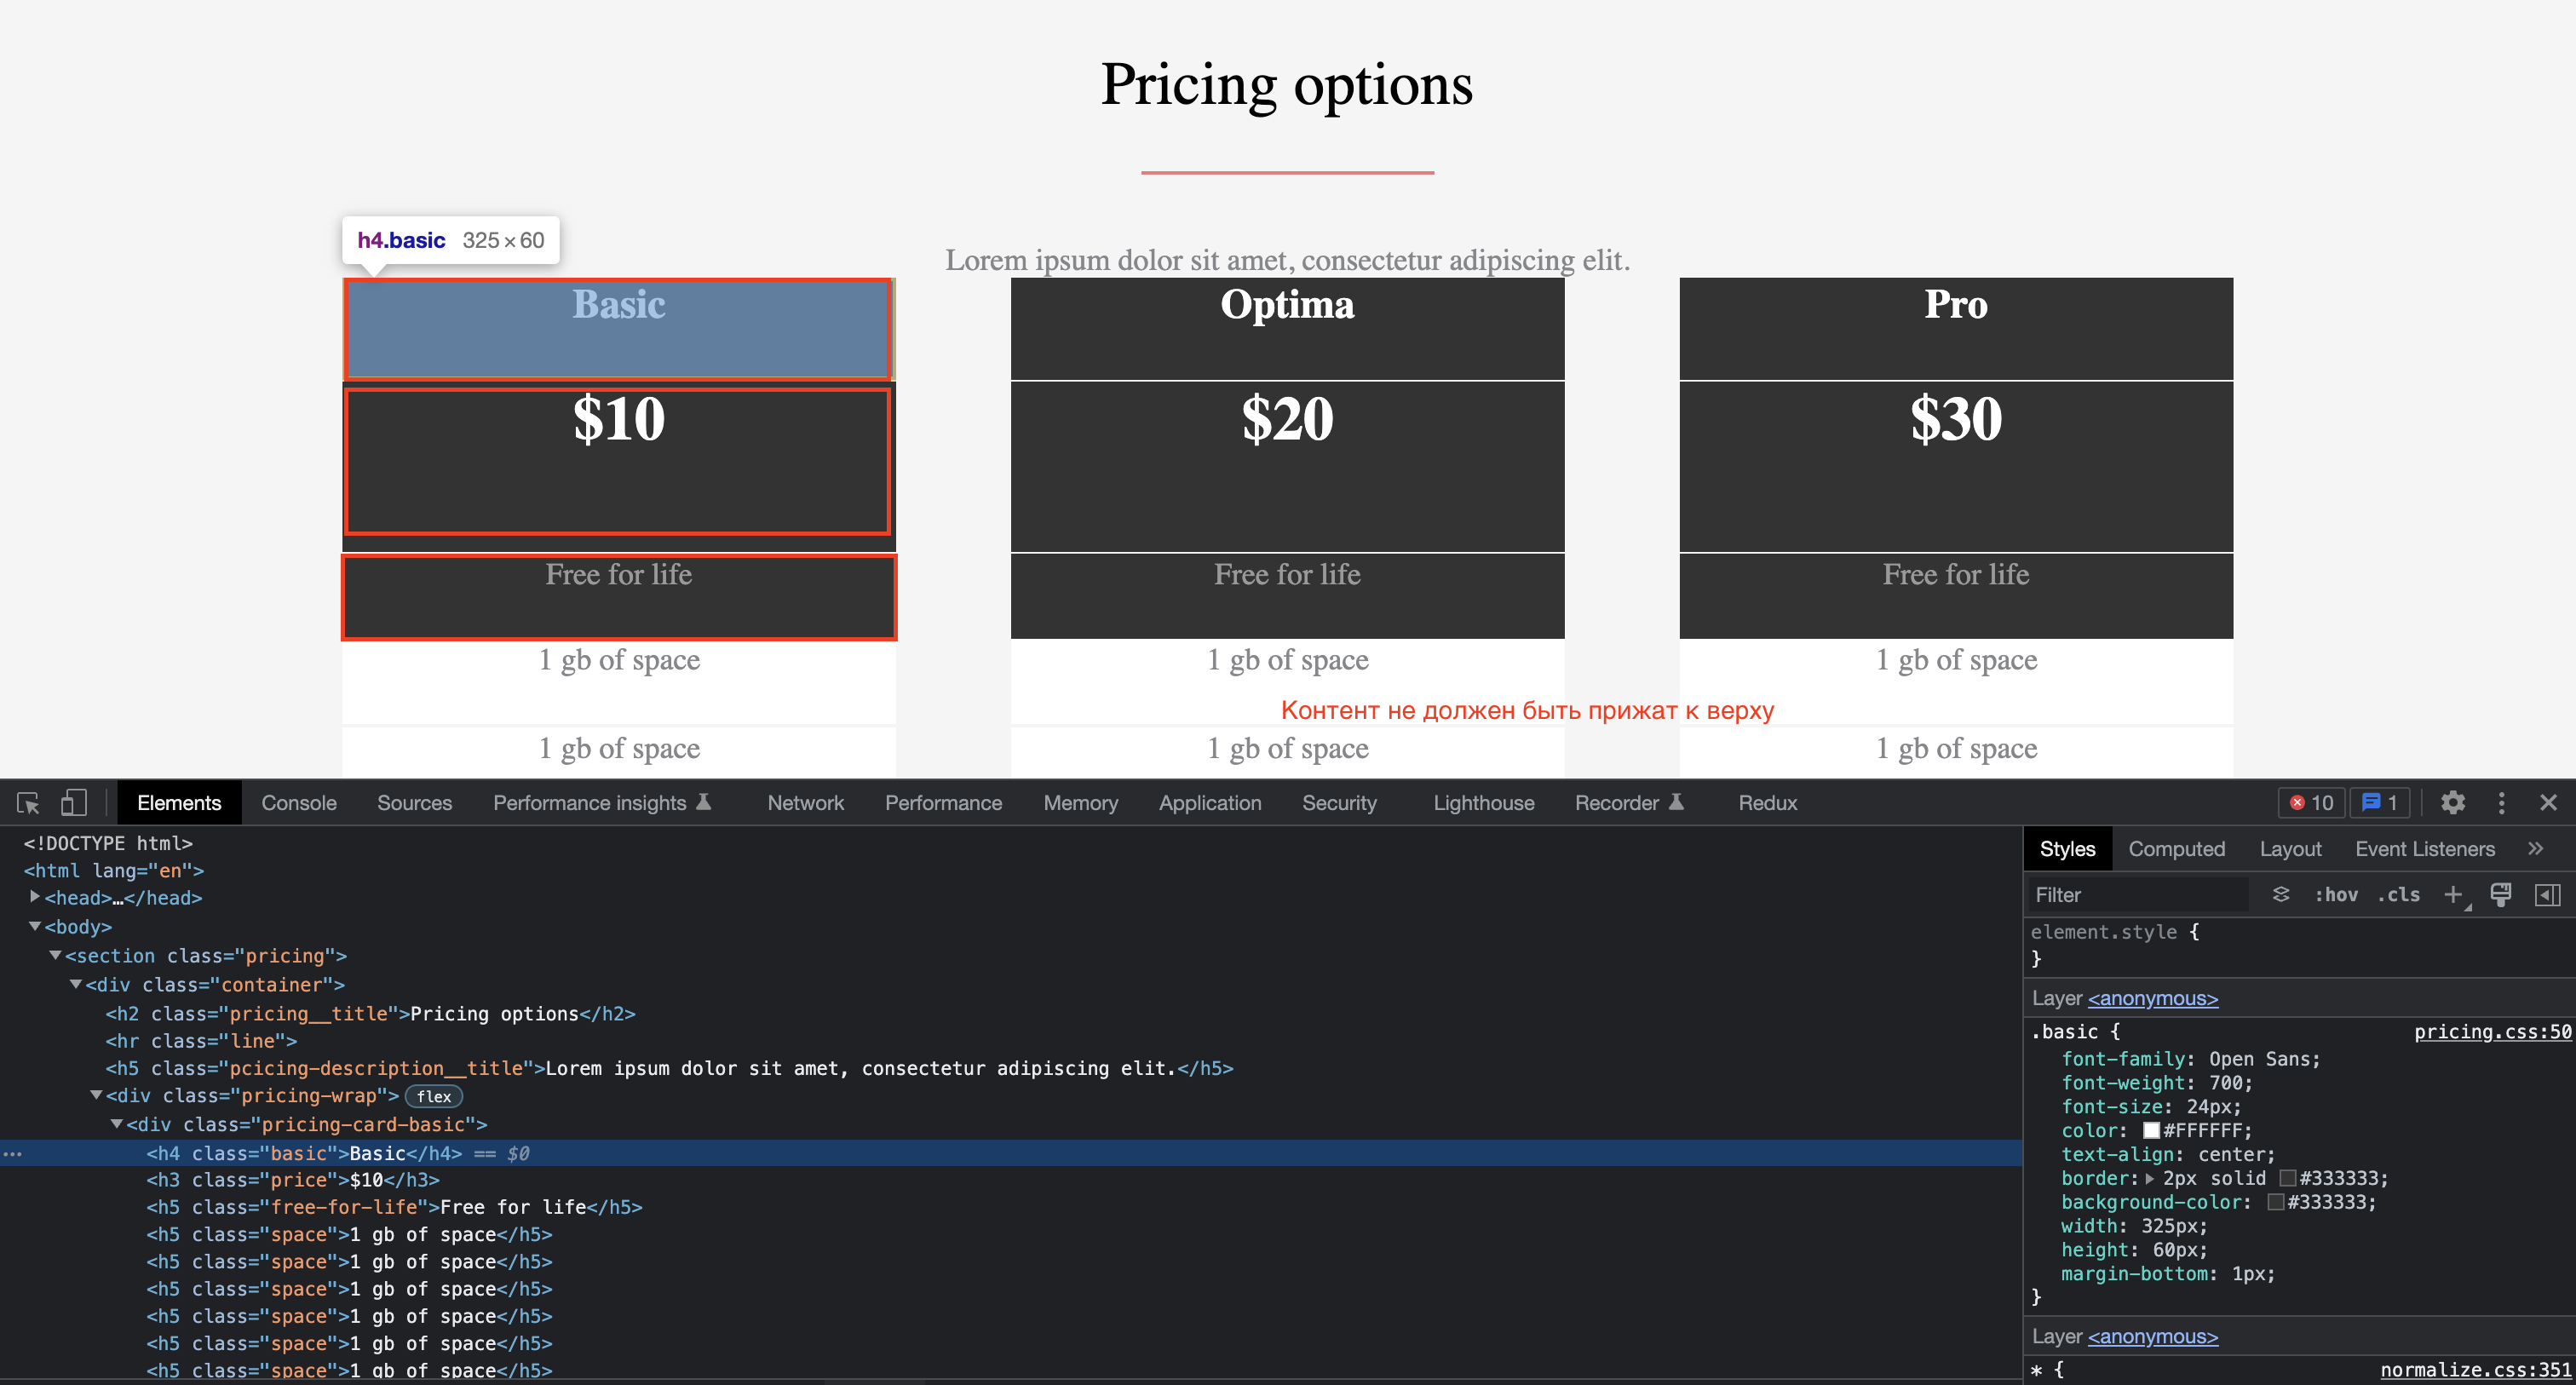 Pricing options
h4.basic 325×60
Lorem ipsum dolor sit amet, consectetur adipiscing elit.
Basic Optima Pro
$10 $20 $30
Free for life Free for life Free for life
1 gb of space 1 gb of space 1 gb of space
Контент не должен быть прижат к верху
1 gb of space 1 gb of space 1 gb of space
Elements Console Sources Performance insights Network Performance Memory Application Security Lighthouse Recorder Redux 10 1
<!DOCTYPE html>
<html lang="en">
<head>…</head>
<body>
<section class="pricing">
<div class="container">
<h2 class="pricing__title">Pricing options</h2>
<hr class="line">
<h5 class="pcicing-description__title">Lorem ipsum dolor sit amet, consectetur adipiscing elit.</h5>
<div class="pricing-wrap"> flex
<div class="pricing-card-basic">
<h4 class="basic">Basic</h4> == $0
<h3 class="price">$10</h3>
<h5 class="free-for-life">Free for life</h5>
<h5 class="space">1 gb of space</h5>
<h5 class="space">1 gb of space</h5>
<h5 class="space">1 gb of space</h5>
<h5 class="space">1 gb of space</h5>
<h5 class="space">1 gb of space</h5>
<h5 class="space">1 gb of space</h5>
Styles Computed Layout Event Listeners »
Filter :hov .cls +
element.style {
}
Layer <anonymous>
.basic { pricing.css:50
font-family: Open Sans;
font-weight: 700;
font-size: 24px;
color: #FFFFFF;
text-align: center;
border: 2px solid #333333;
background-color: #333333;
width: 325px;
height: 60px;
margin-bottom: 1px;
}
Layer <anonymous>
* { normalize.css:351